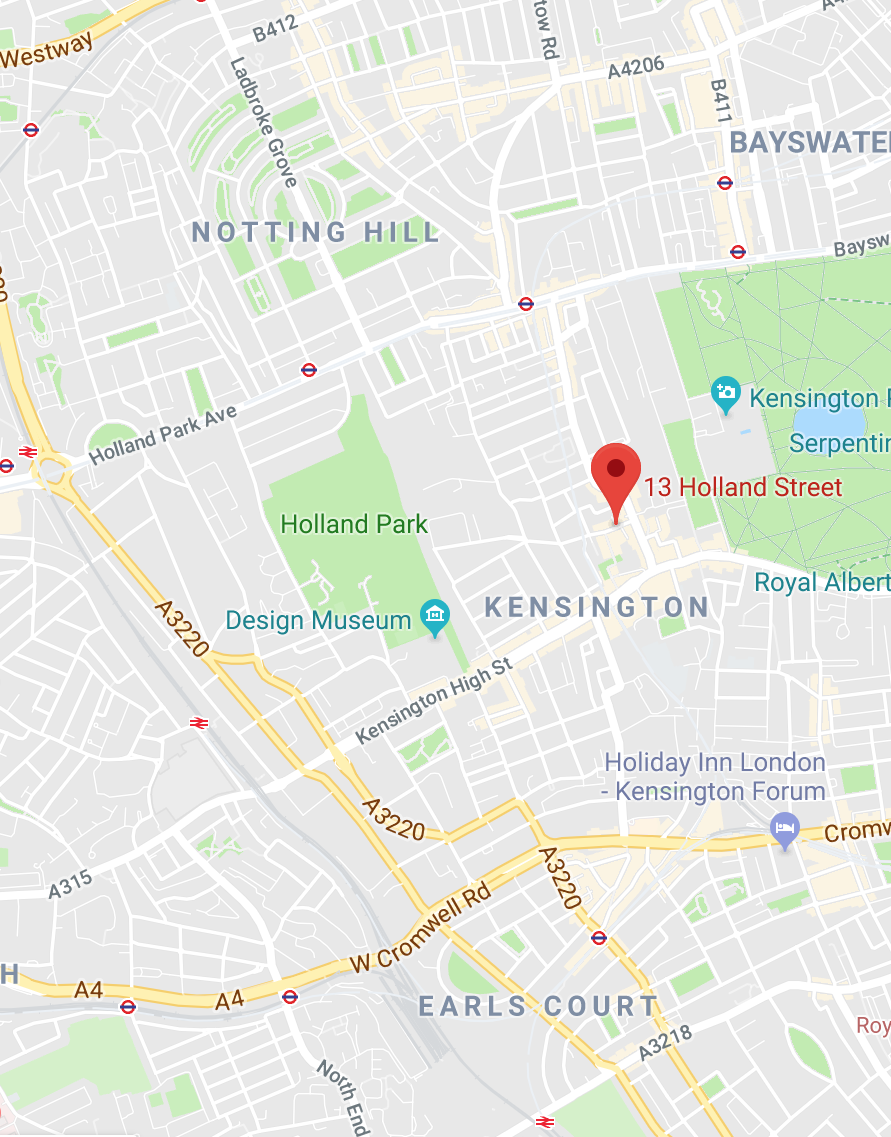 B412
Westway
tow Rd
A4206
Ladbroke Grove
B411
BAYSWATE
NOTTING HILL
Baysw
Kensington
Holland Park Ave
Serpentin
13 Holland Street
Holland Park
Royal Albert
KENSINGTON
Design Museum
A3220
Kensington High St
Holiday Inn London
- Kensington Forum
A3220
Cromw
A3220
A315
W Cromwell Rd
H
A4
A4
EARLS COURT
Roy
A3218
North End